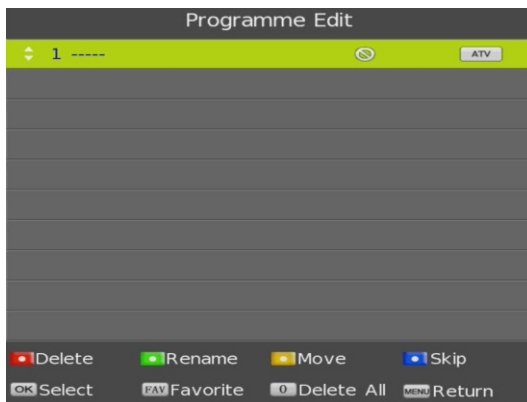 Programme Edit
1 ----- ATV
Delete Rename Move Skip
OK Select FAV Favorite 0 Delete All MENU Return